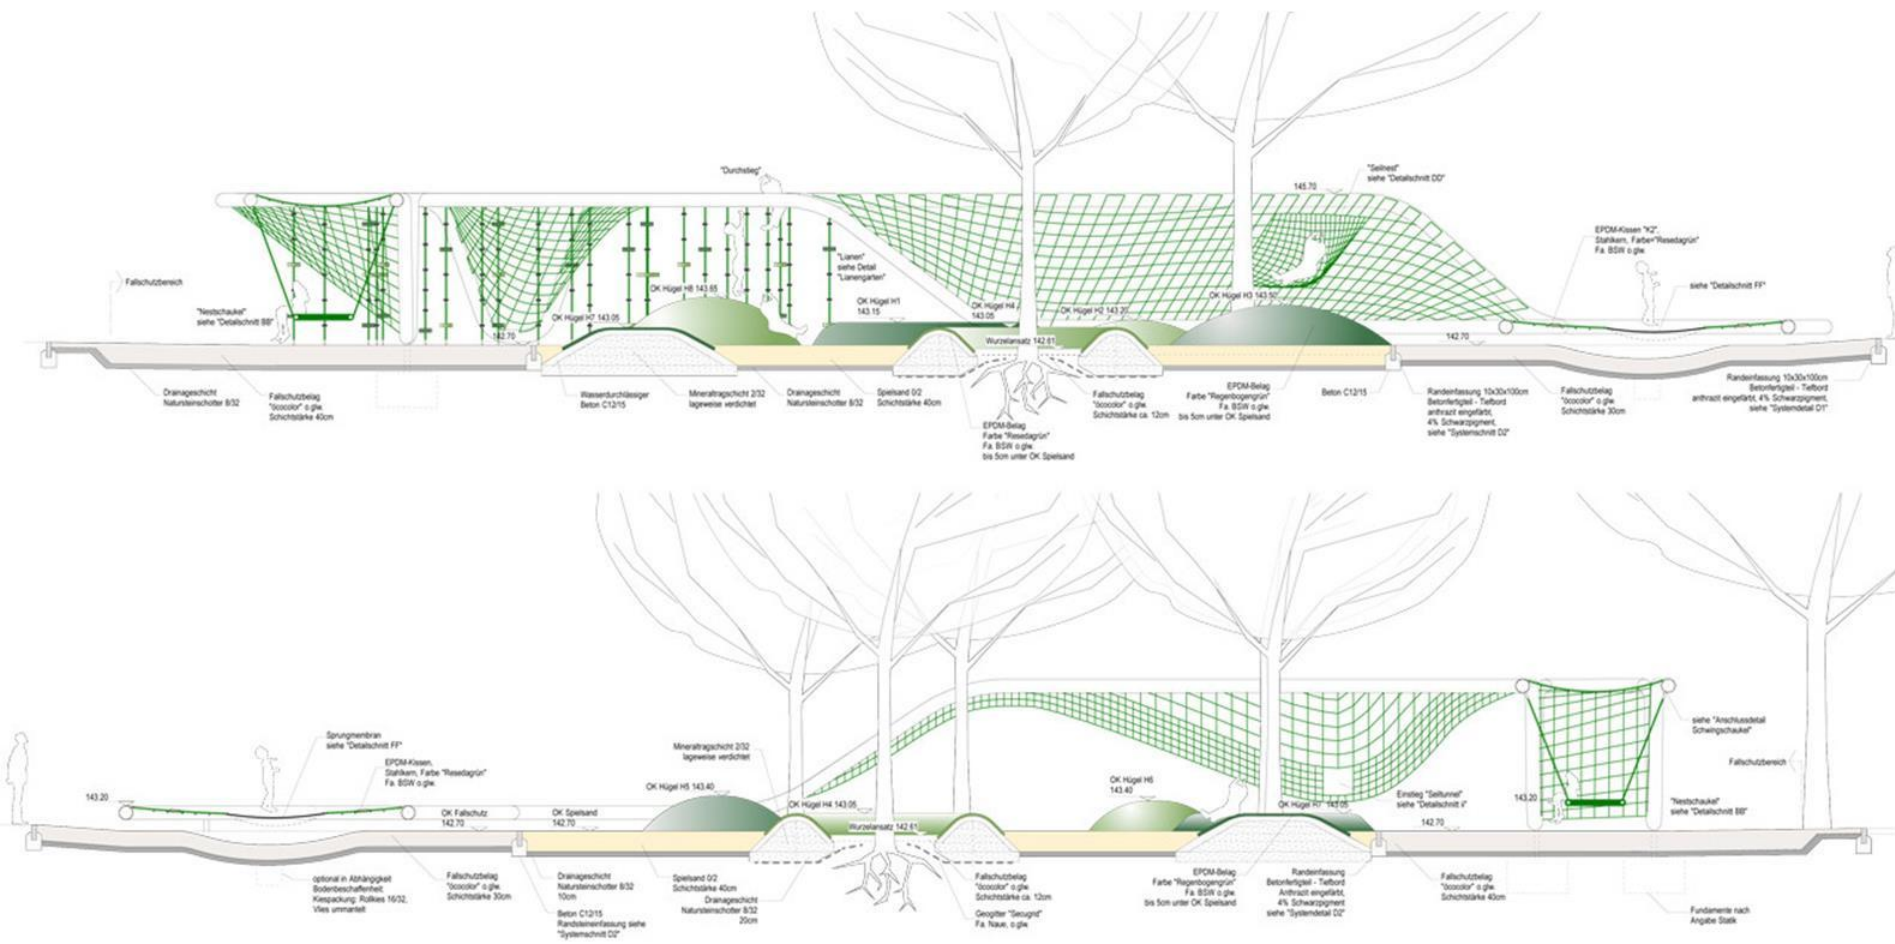 "Durchstieg"
"Seilnest"
siehe "Detailschnitt DD"
145.70
EPDM-Kissen "K2",
Stahlkern, Farbe="Resedagrün"
Fa. BSW o.glw.
siehe "Detailschnitt FF"
"Lianen"
siehe Detail
"Lianengarten"
Fallschutzbereich
"Nestschaukel"
siehe "Detailschnitt BB"
OK Hügel H8 143.65
OK Hügel H7 143.05
OK Hügel H1
143.15
OK Hügel H4
143.05
OK Hügel H2 143.20
OK Hügel H3 143.50
142.70
142.70
Wurzelansatz 142.61
Drainageschicht
Natursteinschotter 8/32
Fallschutzbelag
"öcocolor" o.glw.
Schichtstärke 40cm
Wasserdurchlässiger
Beton C12/15
Mineraltragschicht 2/32
lageweise verdichtet
Drainageschicht
Natursteinschotter 8/32
Spielsand 0/2
Schichtstärke 40cm
EPDM-Belag
Farbe "Resedagrün"
Fa. BSW o.glw.
bis 5cm unter OK Spielsand
Fallschutzbelag
"öcocolor" o.glw.
Schichtstärke ca. 12cm
EPDM-Belag
Farbe "Regenbogengrün"
Fa. BSW o.glw.
bis 5cm unter OK Spielsand
Beton C12/15
Randeinfassung 10x30x100cm
Betonfertigteil - Tiefbord
anthrazit eingefärbt,
4% Schwarzpigment,
siehe "Systemschnitt D2"
Fallschutzbelag
"öcocolor" o.glw.
Schichtstärke 30cm
Randeinfassung 10x30x100cm
Betonfertigteil - Tiefbord
anthrazit eingefärbt, 4% Schwarzpigment,
siehe "Systemdetail D1"
Sprungmembran
siehe "Detailschnitt FF"
EPDM-Kissen,
Stahlkern, Farbe "Resedagrün"
Fa. BSW o.glw.
143.20
OK Fallschutz
142.70
OK Spielsand
142.70
Mineraltragschicht 2/32
lageweise verdichtet
OK Hügel H5 143.40
OK Hügel H4 143.05
Wurzelansatz 142.61
OK Hügel H6
143.40
OK Hügel H7 143.05
Einstieg "Seiltunnel"
142.70
143.20
siehe "Anschlussdetail
Schwingschaukel"
Fallschutzbereich
"Nestschaukel"
siehe "Detailschnitt BB"
optional in Abhängigkeit
Bodenbeschaffenheit:
Kiespackung: Rollkies 16/32,
Vlies ummantelt
Fallschutzbelag
"öcocolor" o.glw.
Schichtstärke 30cm
Drainageschicht
Natursteinschotter 8/32
10cm
Beton C12/15
Randsteineinfassung siehe
"Systemschnitt D2"
Spielsand 0/2
Schichtstärke 40cm
Drainageschicht
Natursteinschotter 8/32
20cm
Fallschutzbelag
"öcocolor" o.glw.
Schichtstärke ca. 12cm
Geogitter "Secugrid"
Fa. Naue, o.glw.
EPDM-Belag
Farbe "Regenbogengrün"
Fa. BSW o.glw.
bis 5cm unter OK Spielsand
Randeinfassung
Betonfertigteil - Tiefbord
Anthrazit eingefärbt,
4% Schwarzpigment
siehe "Systemdetail D2"
Fallschutzbelag
"öcocolor" o.glw.
Schichtstärke 40cm
Fundamente nach
Angabe Statik